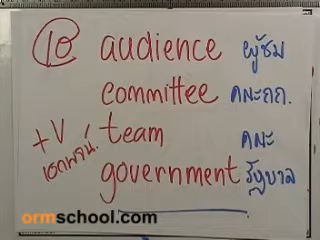 10 audience ผู้ชม
committee คณะกก.
+V เอกพจน์. team คณะ
government รัฐบาล
ormschool.com